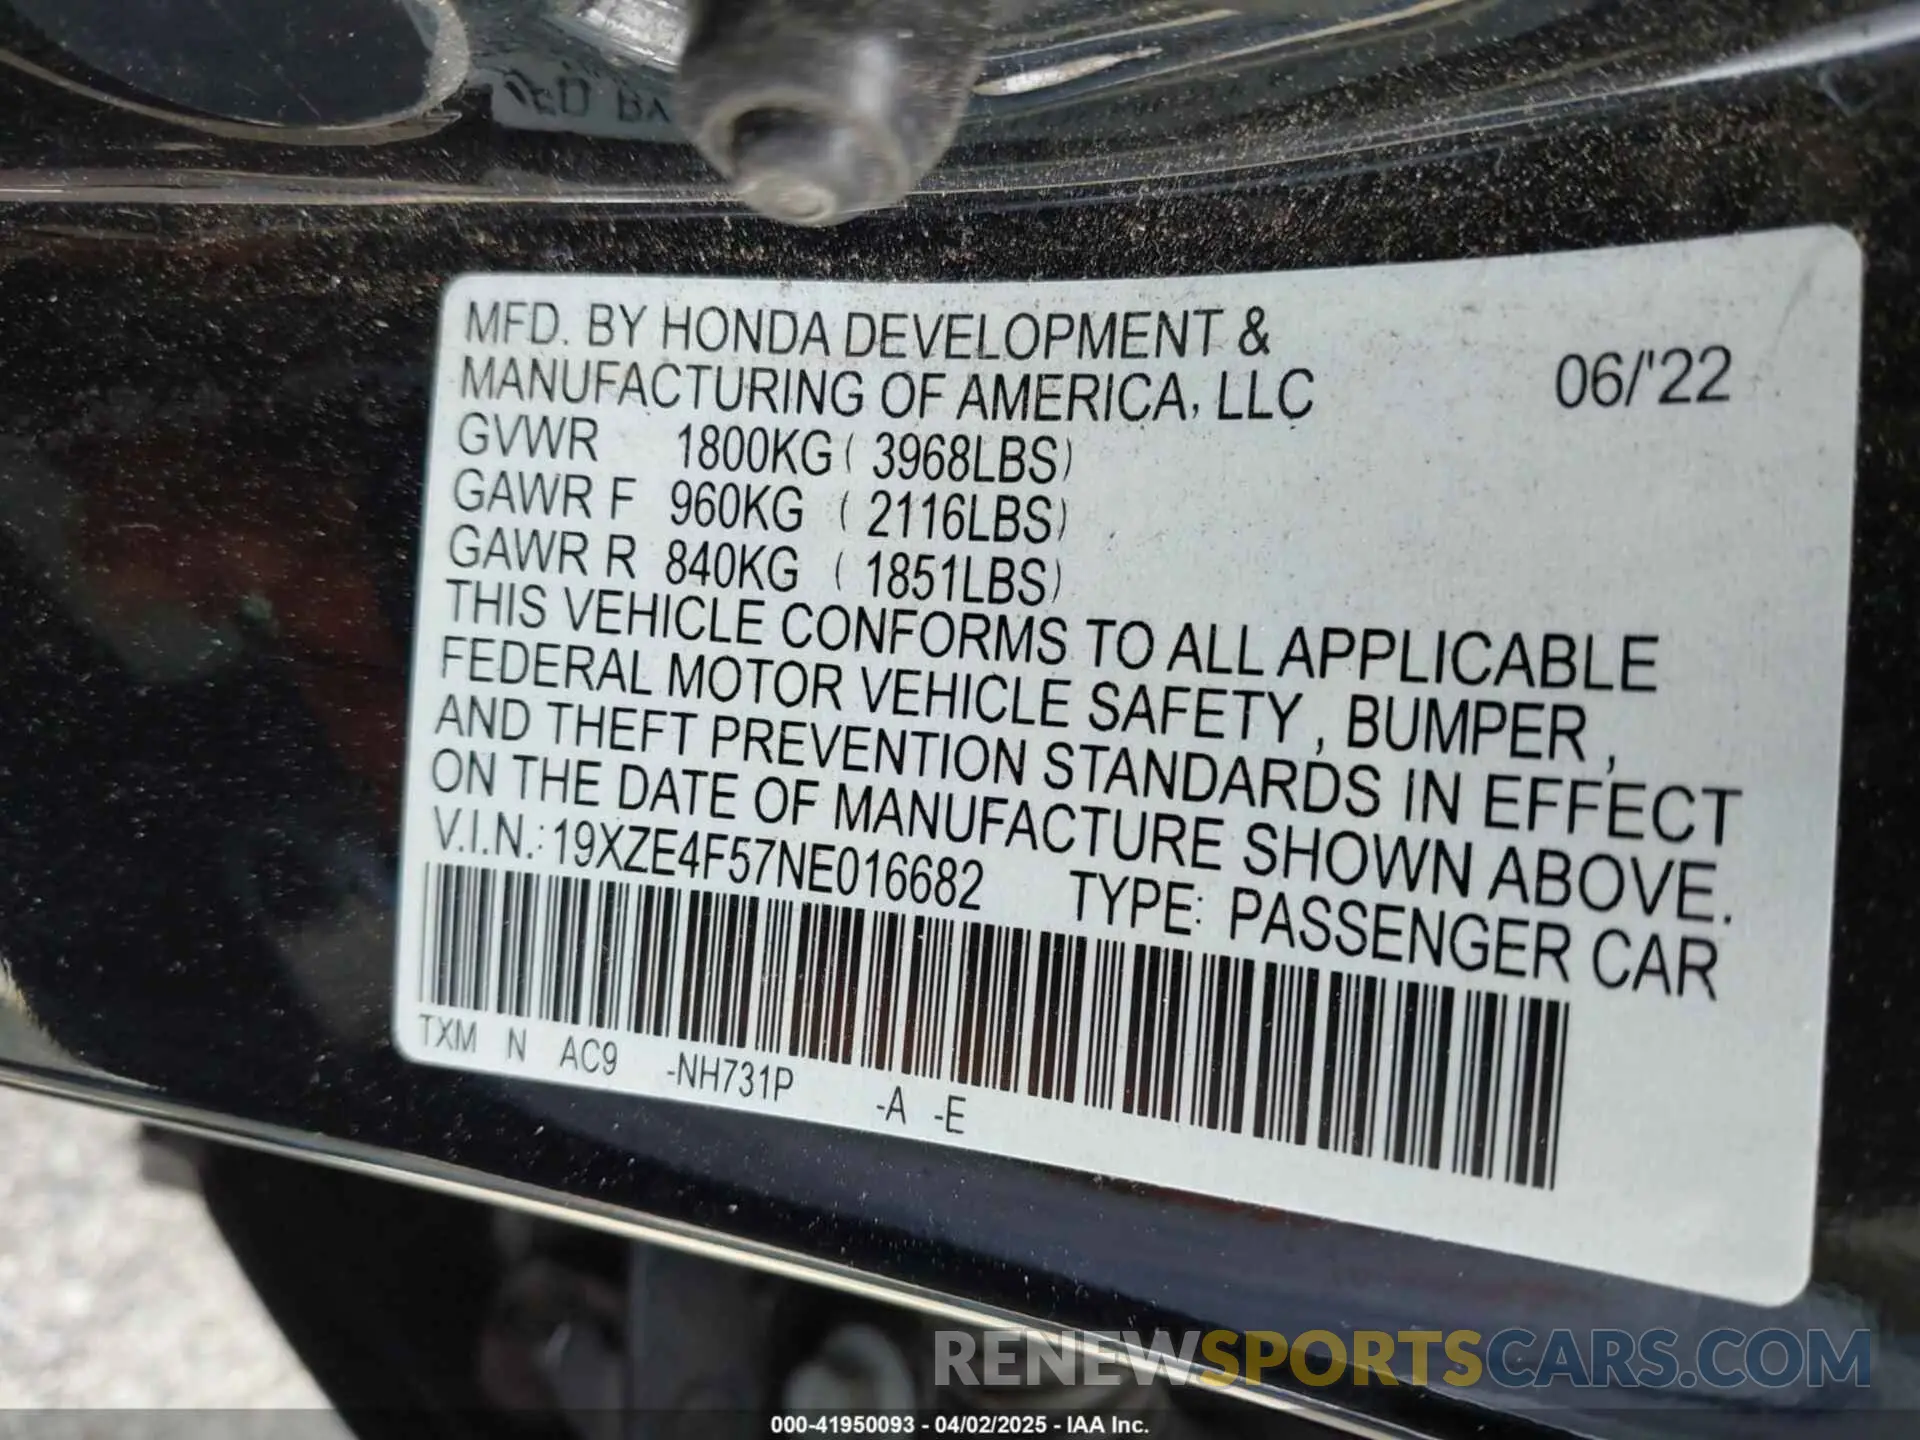 MFD. BY HONDA DEVELOPMENT &
MANUFACTURING OF AMERICA, LLC 06/'22
GVWR 1800KG ( 3968LBS)
GAWR F 960KG ( 2116LBS)
GAWR R 840KG ( 1851LBS)
THIS VEHICLE CONFORMS TO ALL APPLICABLE
FEDERAL MOTOR VEHICLE SAFETY , BUMPER ,
AND THEFT PREVENTION STANDARDS IN EFFECT
ON THE DATE OF MANUFACTURE SHOWN ABOVE.
V.I.N.: 19XZE4F57NE016682 TYPE: PASSENGER CAR
TXM N AC9 -NH731P -A -E
RENEWSPORTSCARS.COM
000-41950093 - 04/02/2025 - IAA Inc.